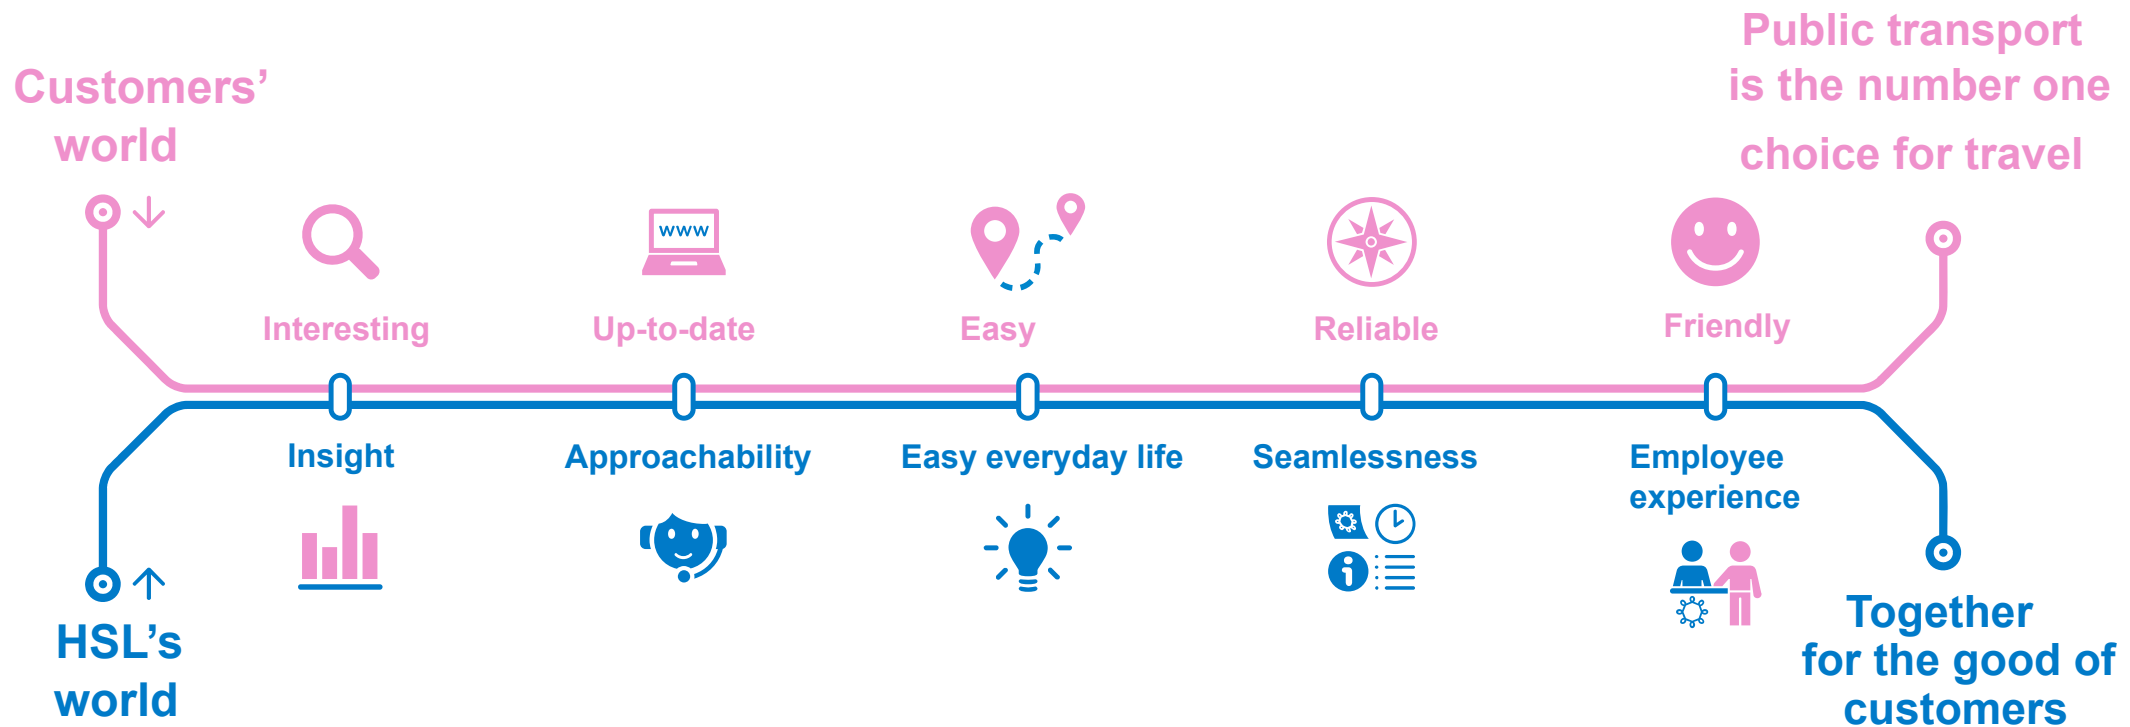 Customers’
world
Public transport
is the number one
choice for travel
www
Interesting
Up-to-date
Easy
Reliable
Friendly
Insight
Approachability
Easy everyday life
Seamlessness
Employee
experience
i
HSL’s
world
Together
for the good of
customers